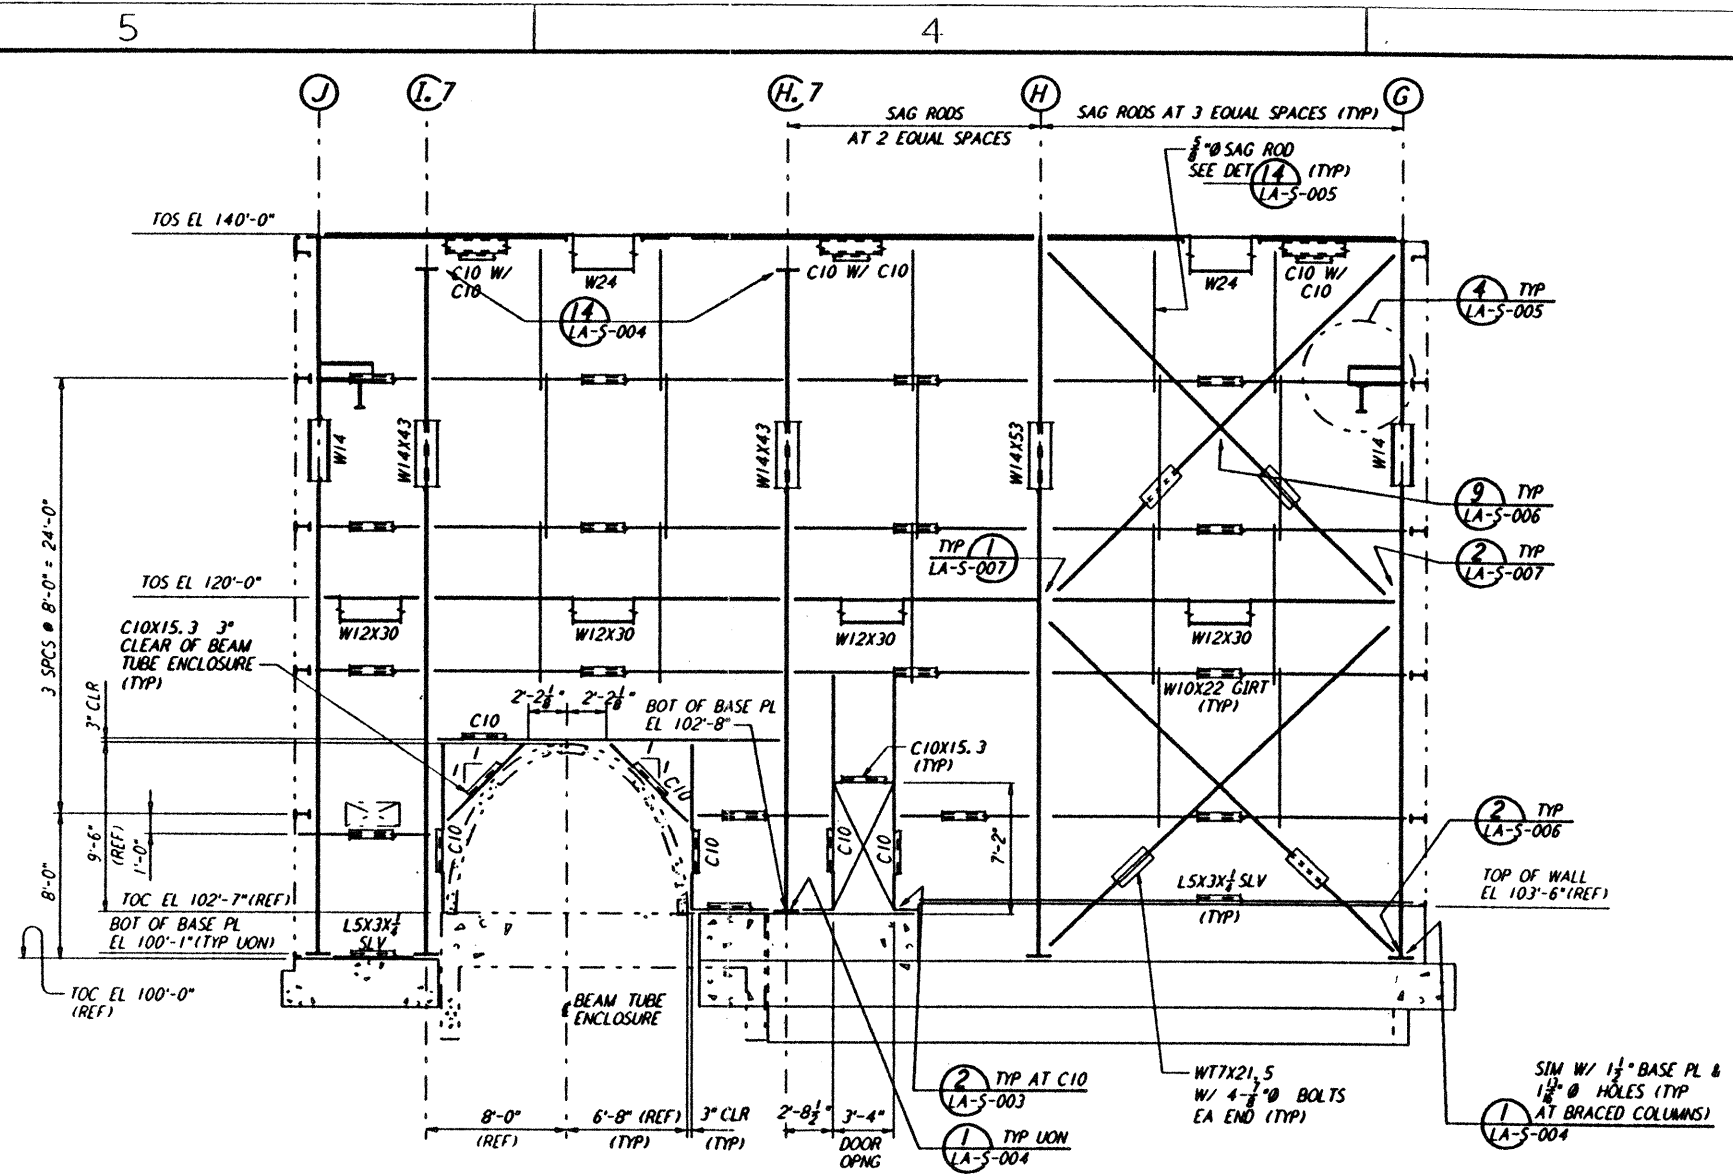 5
4
J
I.7
H.7
H
G
SAG RODS
AT 2 EQUAL SPACES
SAG RODS AT 3 EQUAL SPACES (TYP)
5/8"Ø SAG ROD
SEE DET 14 (TYP)
LA-S-005
TOS EL 140'-0"
C10 W/
C10
W24
C10 W/ C10
W24
C10 W/
C10
14
LA-S-004
4 TYP
LA-S-005
W14
W14X43
W14X43
W14X53
W14
9 TYP
LA-S-006
TYP 1
LA-S-007
2 TYP
LA-S-007
3 SPCS @ 8'-0" = 24'-0"
TOS EL 120'-0"
W12X30
W12X30
W12X30
W12X30
C10X15.3 3"
CLEAR OF BEAM
TUBE ENCLOSURE
(TYP)
W10X22 GIRT
(TYP)
2'-2 1/8"
2'-2 1/8"
BOT OF BASE PL
EL 102'-8"
3" CLR
C10
1
1
C10
C10X15.3
(TYP)
9'-6"
(REF)
1'-0"
8'-0"
C10
C10
C10
C10
7'-2"
2 TYP
LA-S-006
TOC EL 102'-7"(REF)
BOT OF BASE PL
EL 100'-1"(TYP UON)
L5X3X1/4
SLV
L5X3X1/4 SLV
(TYP)
TOP OF WALL
EL 103'-6"(REF)
TOC EL 100'-0"
(REF)
BEAM TUBE
ENCLOSURE
2 TYP AT C10
LA-S-003
WT7X21.5
W/ 4-7/8"Ø BOLTS
EA END (TYP)
SIM W/ 1 1/2" BASE PL &
1 13/16"Ø HOLES (TYP
1 AT BRACED COLUMNS)
LA-S-004
8'-0"
(REF)
6'-8" (REF)
(TYP)
3" CLR
(TYP)
2'-8 1/2"
3'-4"
DOOR
OPNG
1 TYP UON
LA-S-004